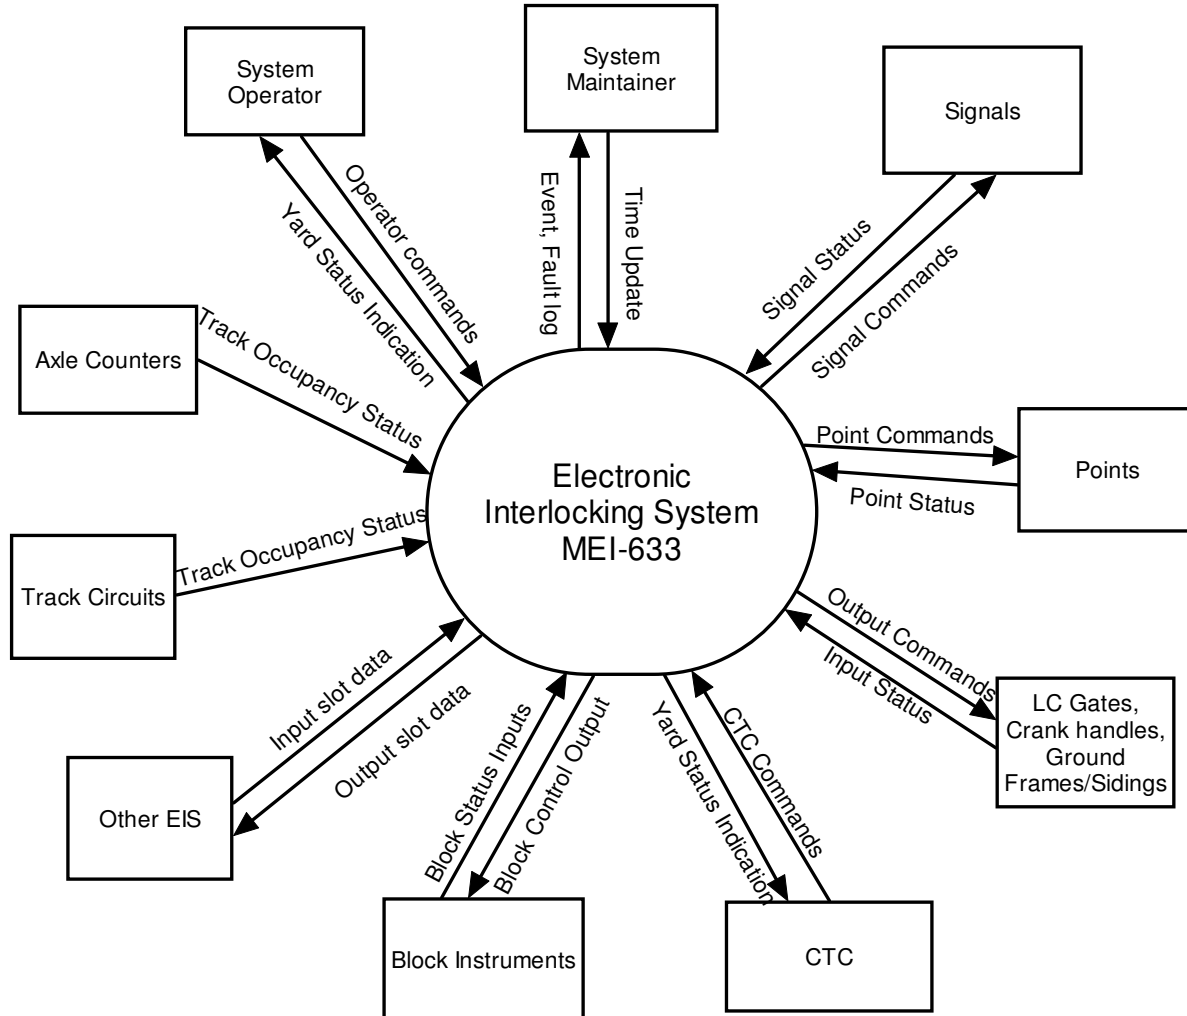 System
Operator
System
Maintainer
Signals
Operator commands
Yard Status Indication
Event, Fault log
Time Update
Signal Status
Signal Commands
Axle Counters
Track Occupancy Status
Point Commands
Points
Point Status
Electronic
Interlocking System
MEI-633
Track Circuits
Track Occupancy Status
Output Commands
Input Status
LC Gates,
Crank handles,
Ground
Frames/Sidings
Input slot data
Output slot data
Other EIS
Block Status Inputs
Block Control Output
Block Instruments
Yard Status Indication
CTC Commands
CTC